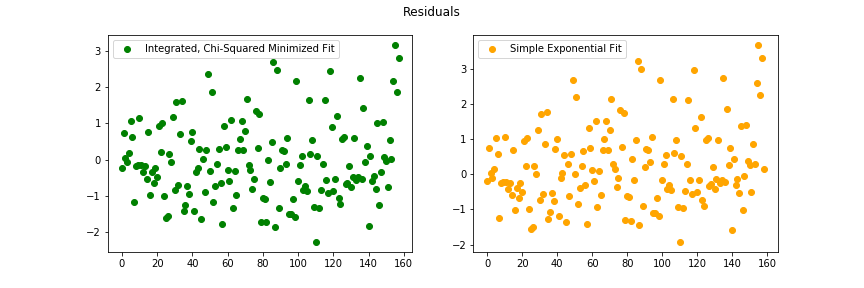 Residuals
Integrated, Chi-Squared Minimized Fit
3
2
1
0
−1
−2
0 20 40 60 80 100 120 140 160
Simple Exponential Fit
3
2
1
0
−1
−2
0 20 40 60 80 100 120 140 160